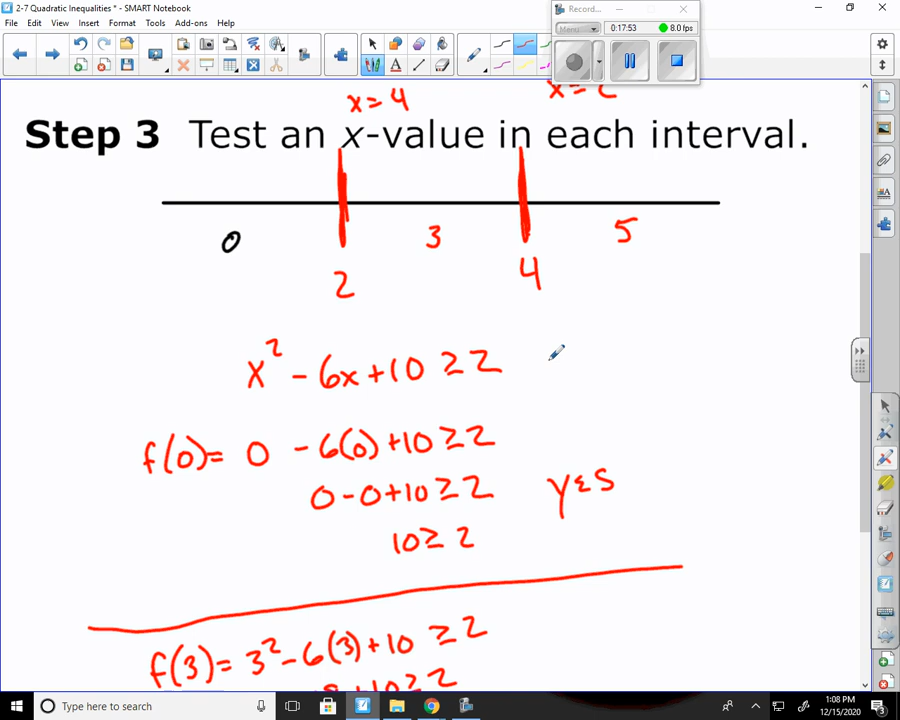 2-7 Quadratic Inequalities * - SMART Notebook
Record...
File Edit View Insert Format Tools Add-ons Help
Menu
0:17:53
8.0 fps
x = 4
Step 3 Test an x-value in each interval.
0
3
5
2
4
x² - 6x + 10 ≥ 2
f(0) = 0 - 6(0) + 10 ≥ 2
0 - 0 + 10 ≥ 2
yes
10 ≥ 2
f(3) = 3² - 6(3) + 10 ≥ 2
Type here to search
1:08 PM
12/15/2020
3